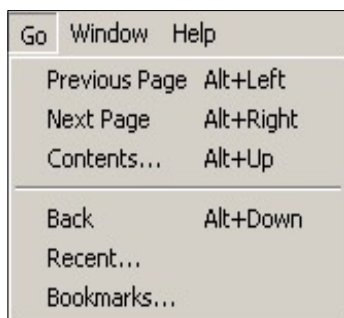 Go Window Help
Previous Page Alt+Left
Next Page Alt+Right
Contents... Alt+Up
Back Alt+Down
Recent...
Bookmarks...